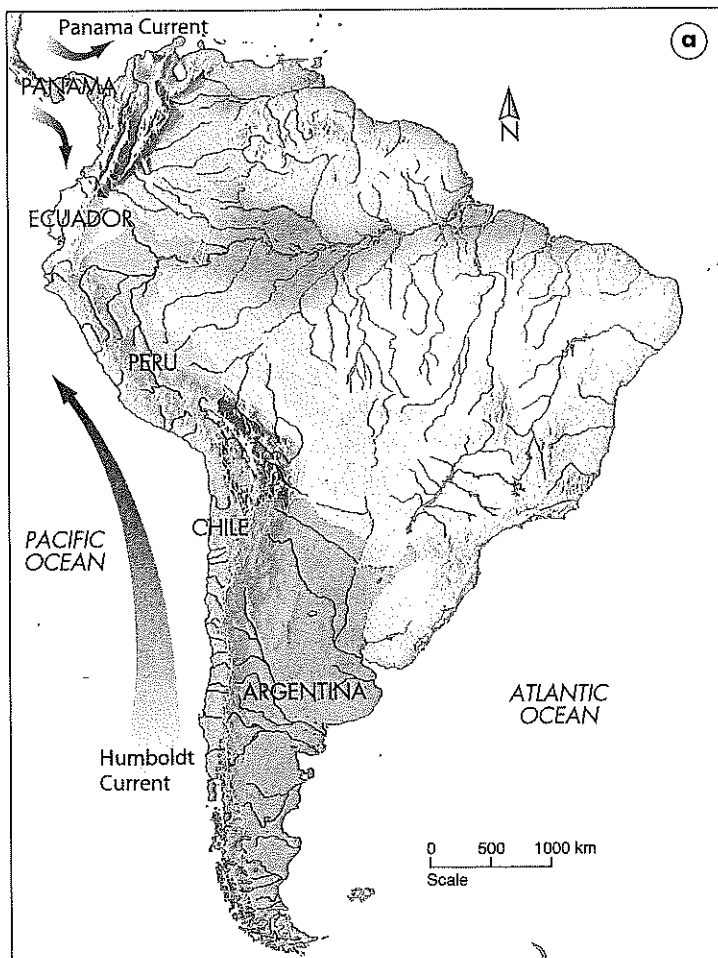 Panama Current
a
PANAMA
N
ECUADOR
PERU
CHILE
PACIFIC
OCEAN
ARGENTINA
ATLANTIC
OCEAN
Humboldt
Current
0 500 1000 km
Scale